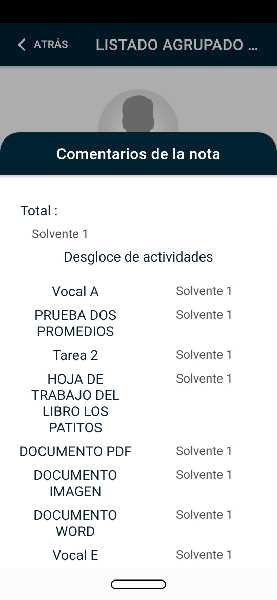 ATRÁS LISTADO AGRUPADO ...
Comentarios de la nota
Total :
Solvente 1
Desgloce de actividades
Vocal A Solvente 1
PRUEBA DOS Solvente 1
PROMEDIOS
Tarea 2 Solvente 1
HOJA DE Solvente 1
TRABAJO DEL
LIBRO LOS
PATITOS
DOCUMENTO PDF Solvente 1
DOCUMENTO Solvente 1
IMAGEN
DOCUMENTO Solvente 1
WORD
Vocal E Solvente 1